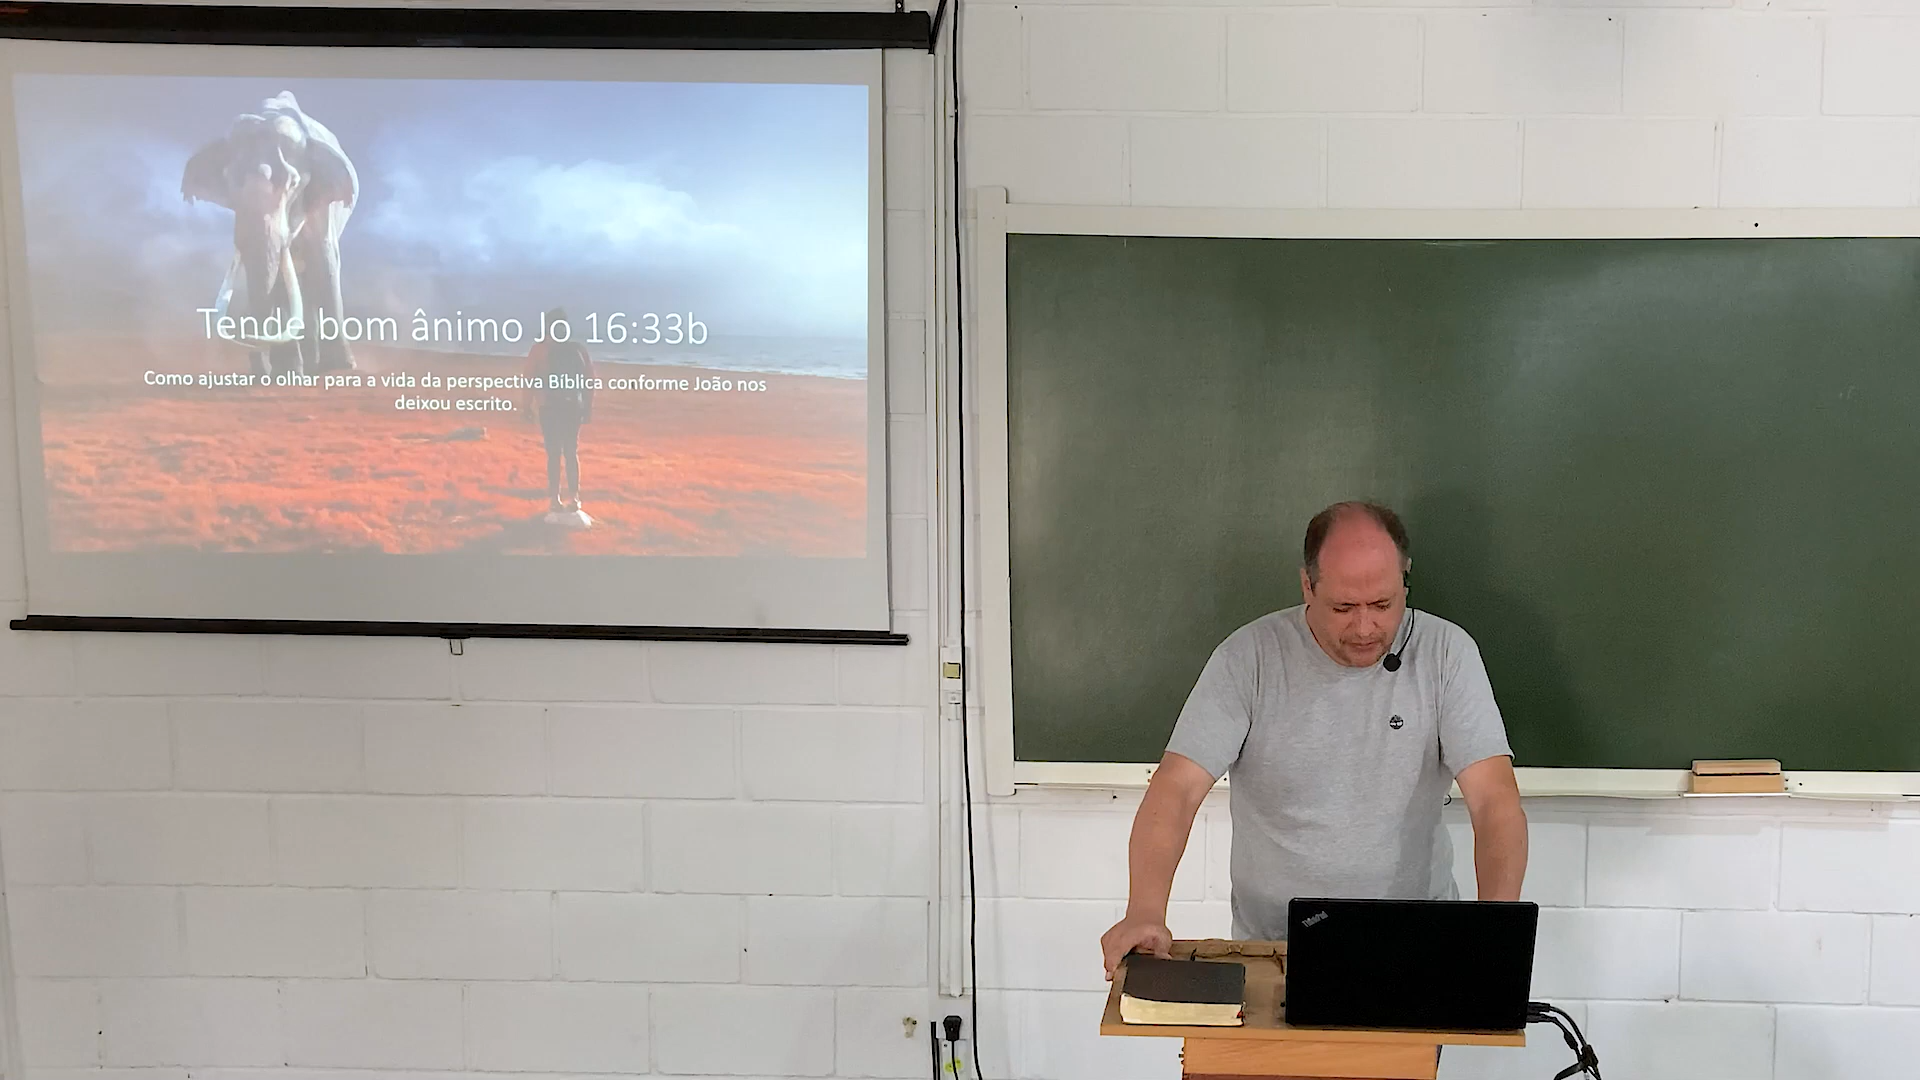 Tende bom ânimo Jo 16:33b
Como ajustar o olhar para a vida da perspectiva Bíblica conforme João nos
deixou escrito.
ThinkPad